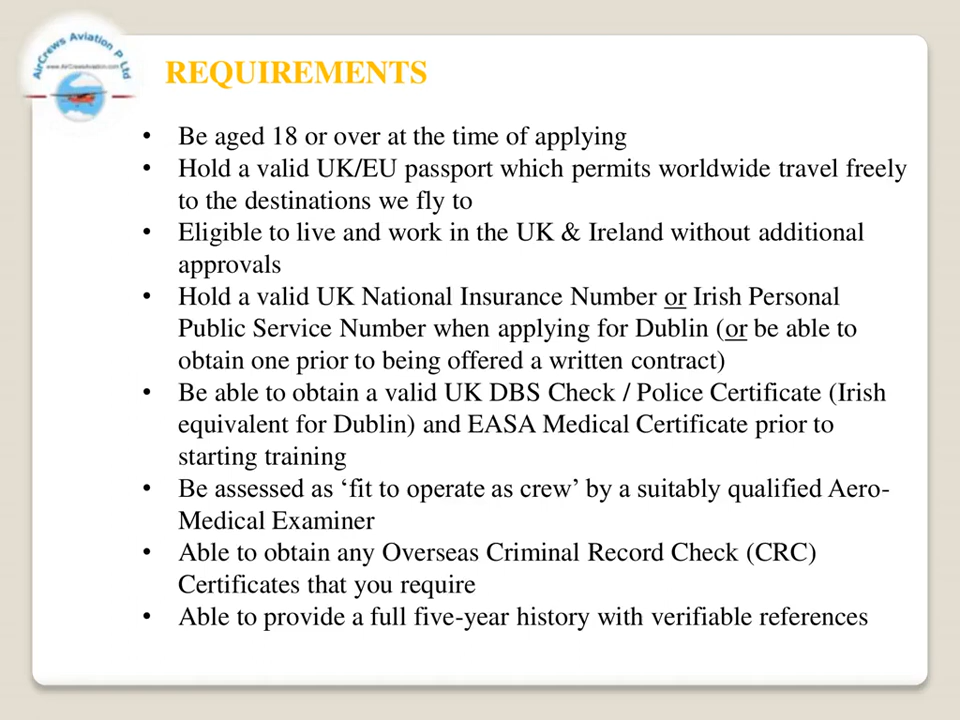 AirCrews Aviation P Ltd
www.AirCrewsAviation.com
REQUIREMENTS
• Be aged 18 or over at the time of applying
• Hold a valid UK/EU passport which permits worldwide travel freely
to the destinations we fly to
• Eligible to live and work in the UK & Ireland without additional
approvals
• Hold a valid UK National Insurance Number or Irish Personal
Public Service Number when applying for Dublin (or be able to
obtain one prior to being offered a written contract)
• Be able to obtain a valid UK DBS Check / Police Certificate (Irish
equivalent for Dublin) and EASA Medical Certificate prior to
starting training
• Be assessed as ‘fit to operate as crew’ by a suitably qualified Aero-
Medical Examiner
• Able to obtain any Overseas Criminal Record Check (CRC)
Certificates that you require
• Able to provide a full five-year history with verifiable references